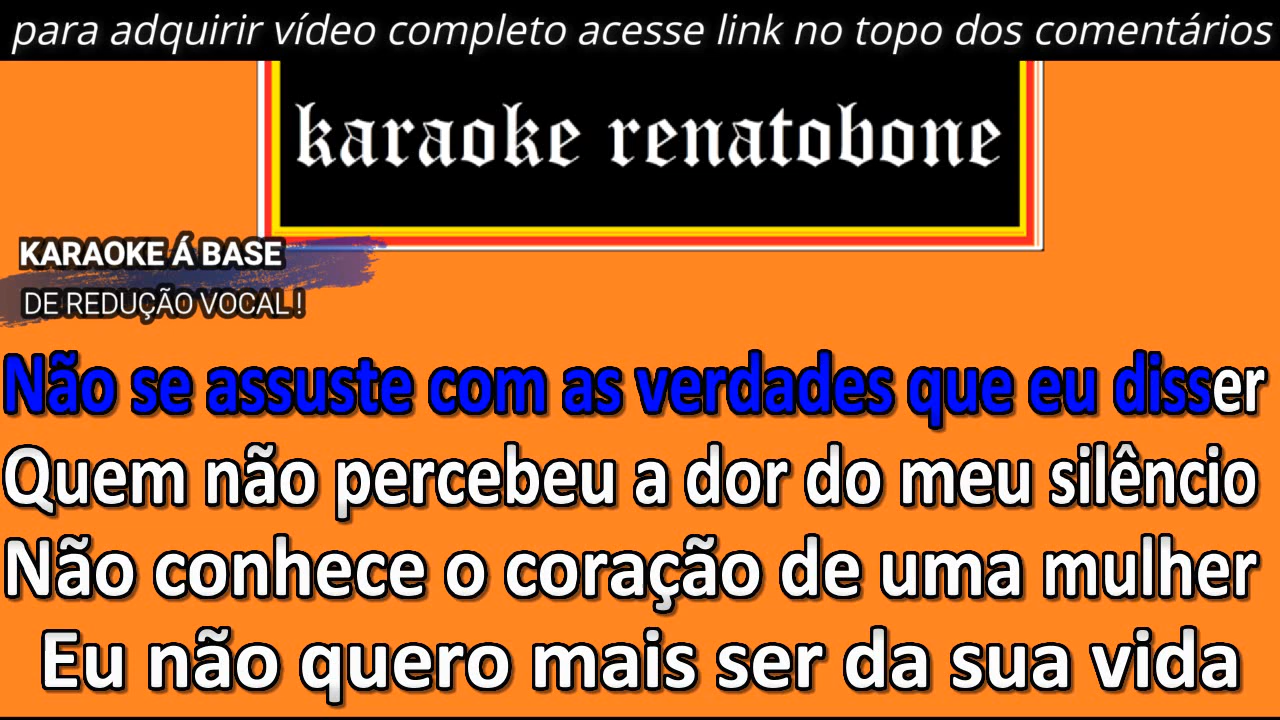 para adquirir vídeo completo acesse link no topo dos comentários
karaoke renatobone
KARAOKE Á BASE
DE REDUÇÃO VOCAL !
Não se assuste com as verdades que eu disser
Quem não percebeu a dor do meu silêncio
Não conhece o coração de uma mulher
Eu não quero mais ser da sua vida